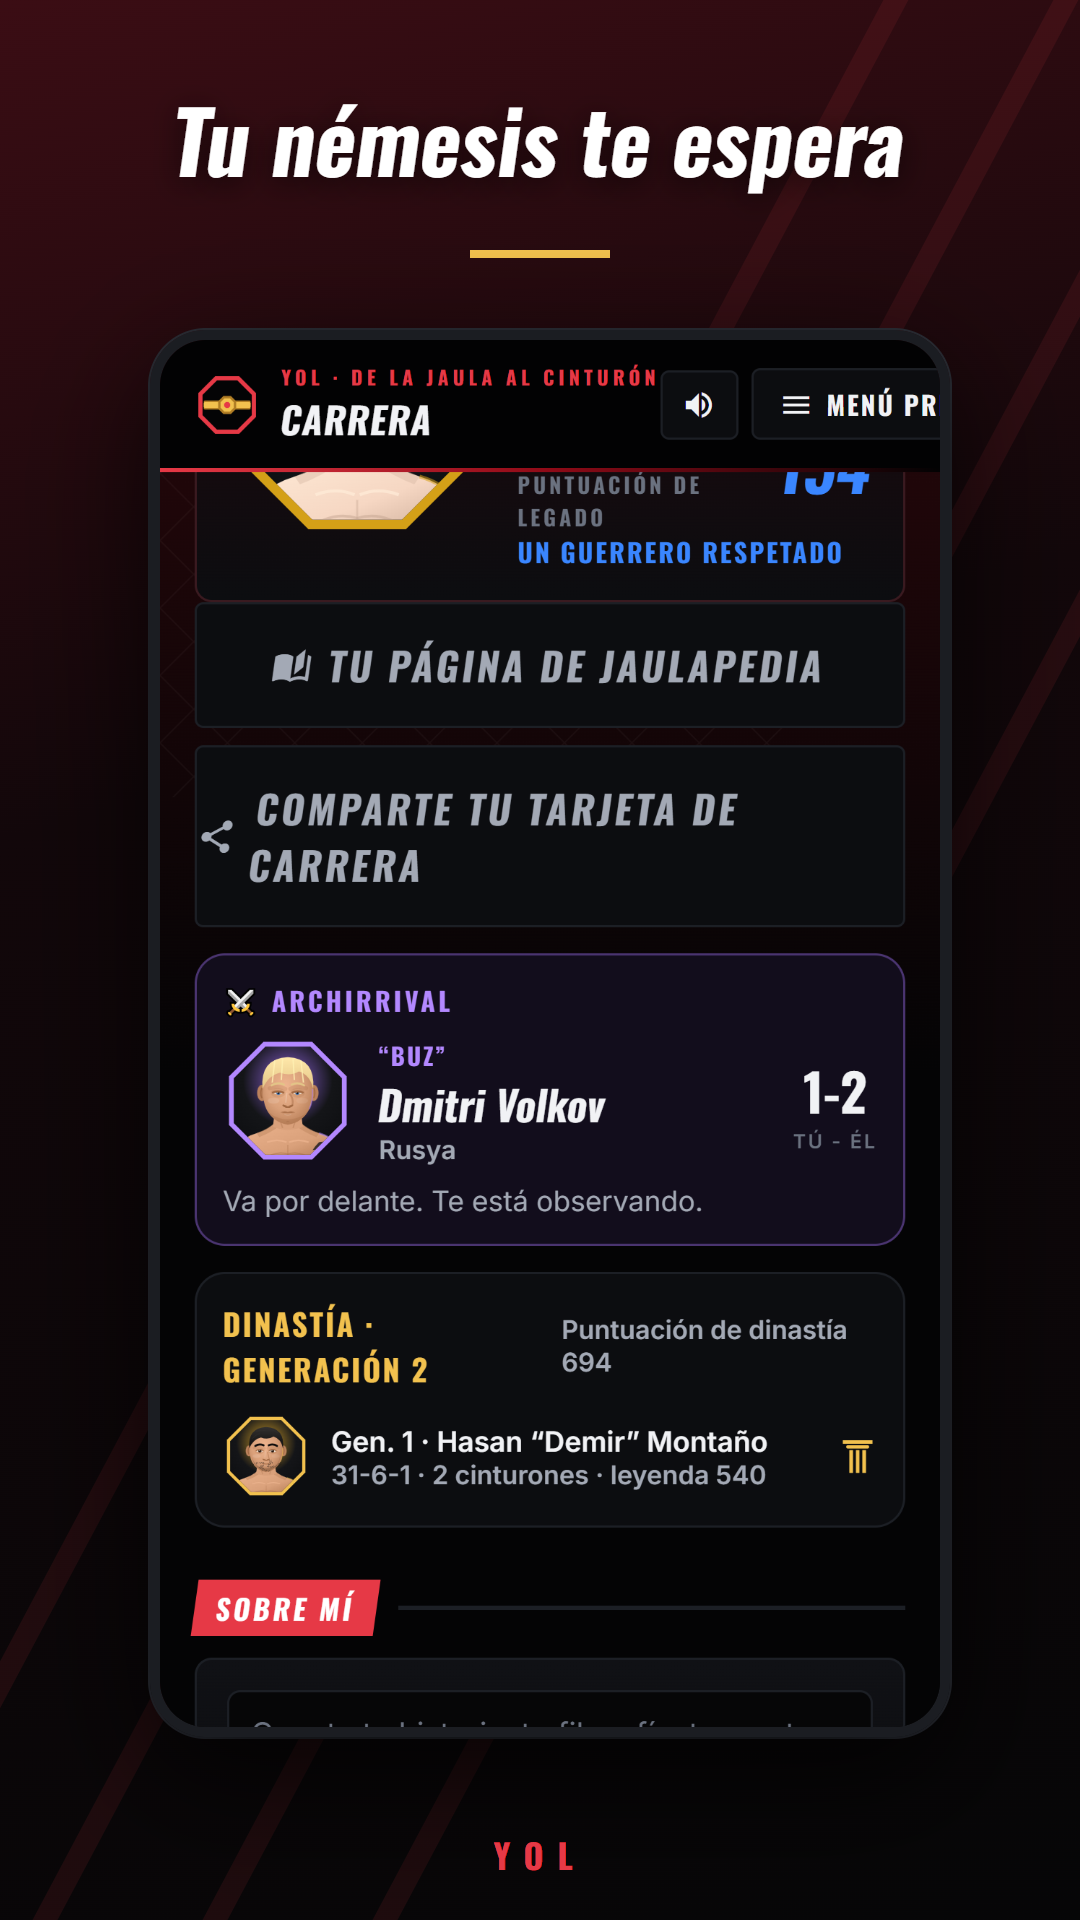 Tu némesis te espera
YOL · DE LA JAULA AL CINTURÓN
CARRERA
MENÚ PR
PUNTUACIÓN DE
LEGADO
UN GUERRERO RESPETADO
TU PÁGINA DE JAULAPEDIA
COMPARTE TU TARJETA DE
CARRERA
ARCHIRRIVAL
“BUZ”
Dmitri Volkov
Rusya
1-2
TÚ - ÉL
Va por delante. Te está observando.
DINASTÍA ·
GENERACIÓN 2
Puntuación de dinastía
694
Gen. 1 · Hasan “Demir” Montaño
31-6-1 · 2 cinturones · leyenda 540
SOBRE MÍ
YOL